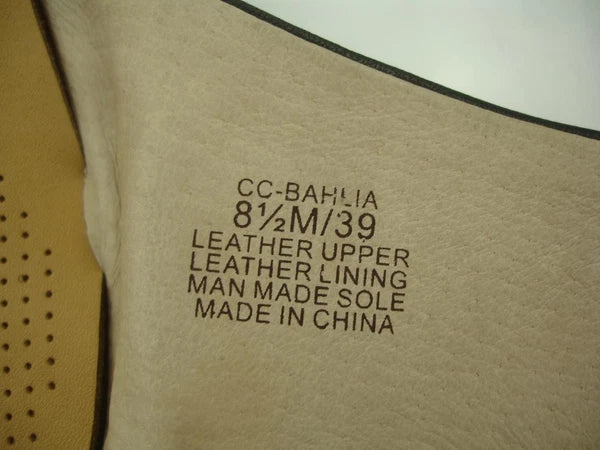 CC-BAHLIA
8½M/39
LEATHER UPPER
LEATHER LINING
MAN MADE SOLE
MADE IN CHINA